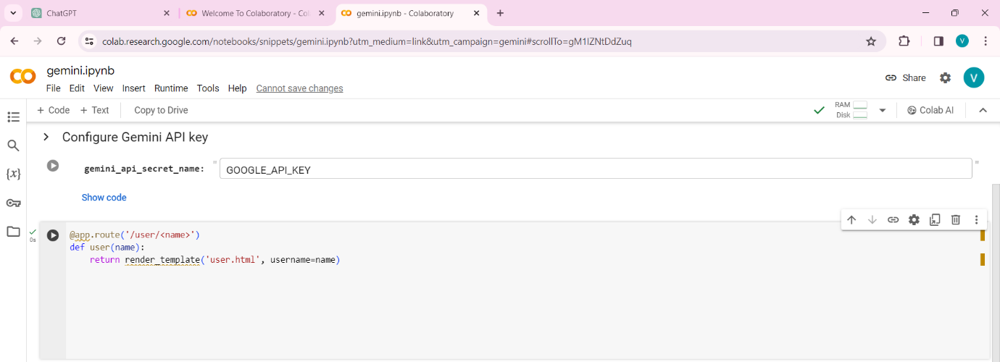 ChatGPT
Welcome To Colaboratory - Col
gemini.ipynb - Colaboratory
colab.research.google.com/notebooks/snippets/gemini.ipynb?utm_medium=link&utm_campaign=gemini#scrollTo=gM1lZNtDdZuq
V
gemini.ipynb
File Edit View Insert Runtime Tools Help Cannot save changes
Share
V
+ Code + Text Copy to Drive
RAM
Disk
Colab AI
Configure Gemini API key
{x}
gemini_api_secret_name: " GOOGLE_API_KEY "
Show code
0s
@app.route('/user/<name>')
def user(name):
    return render_template('user.html', username=name)